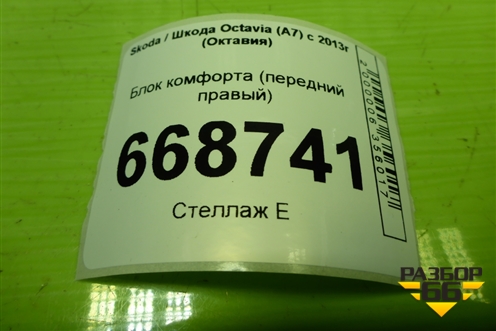 Skoda / Шкода Octavia (A7) с 2013г
(Октавия)
Блок комфорта (передний
правый)
668741
Стеллаж Е
2000006356017
РАЗБОР
66